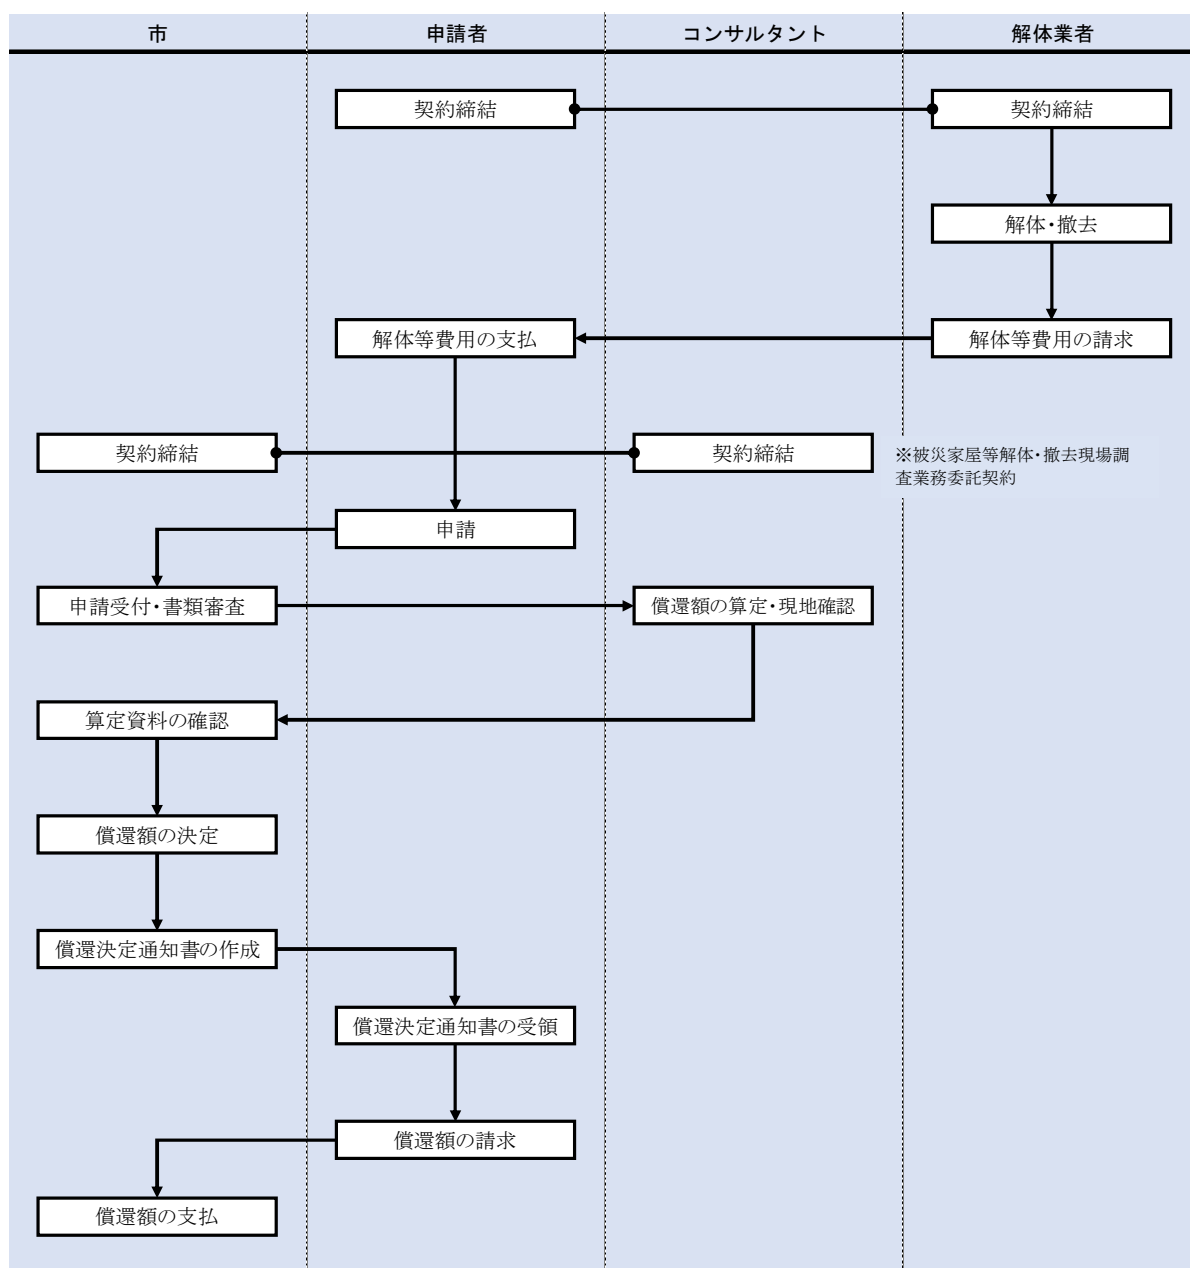 市
申請者
コンサルタント
解体業者
契約締結
契約締結
解体・撤去
解体等費用の支払
解体等費用の請求
契約締結
契約締結
※被災家屋等解体・撤去現場調
査業務委託契約
申請
申請受付・書類審査
償還額の算定・現地確認
算定資料の確認
償還額の決定
償還決定通知書の作成
償還決定通知書の受領
償還額の請求
償還額の支払